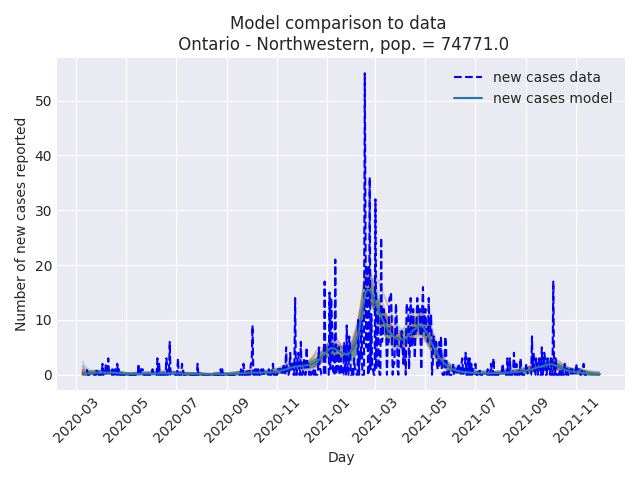 Model comparison to data
Ontario - Northwestern, pop. = 74771.0
new cases data
new cases model
Number of new cases reported
50
40
30
20
10
0
2020-03
2020-05
2020-07
2020-09
2020-11
2021-01
2021-03
2021-05
2021-07
2021-09
2021-11
Day